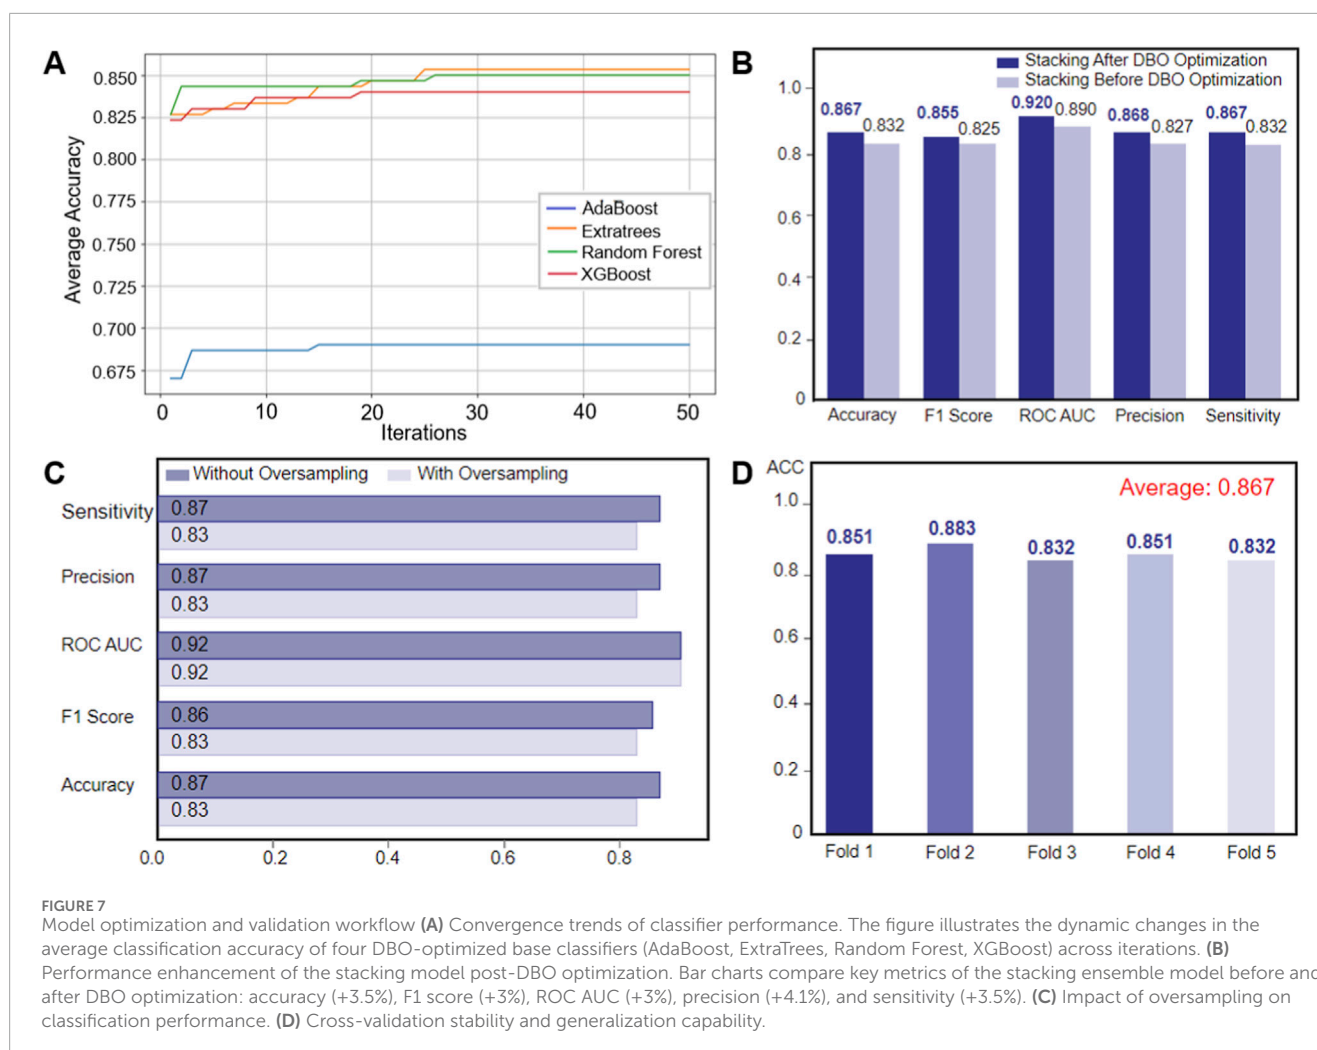 A
0.850
0.825
0.800
0.775
0.750
0.725
0.700
0.675
Average Accuracy
AdaBoost
Extratrees
Random Forest
XGBoost
0
10
20
30
40
50
Iterations
B
Stacking After DBO Optimization
Stacking Before DBO Optimization
1.0
0.8
0.6
0.4
0.2
0
0.867
0.832
0.855
0.825
0.920
0.890
0.868
0.827
0.867
0.832
Accuracy
F1 Score
ROC AUC
Precision
Sensitivity
C
Without Oversampling
With Oversampling
Sensitivity
0.87
0.83
Precision
0.87
0.83
ROC AUC
0.92
0.92
F1 Score
0.86
0.83
Accuracy
0.87
0.83
0.0
0.2
0.4
0.6
0.8
D
ACC
Average: 0.867
1.0
0.8
0.6
0.4
0.2
0
0.851
0.883
0.832
0.851
0.832
Fold 1
Fold 2
Fold 3
Fold 4
Fold 5
FIGURE 7
Model optimization and validation workflow (A) Convergence trends of classifier performance. The figure illustrates the dynamic changes in the
average classification accuracy of four DBO-optimized base classifiers (AdaBoost, ExtraTrees, Random Forest, XGBoost) across iterations. (B)
Performance enhancement of the stacking model post-DBO optimization. Bar charts compare key metrics of the stacking ensemble model before and
after DBO optimization: accuracy (+3.5%), F1 score (+3%), ROC AUC (+3%), precision (+4.1%), and sensitivity (+3.5%). (C) Impact of oversampling on
classification performance. (D) Cross-validation stability and generalization capability.